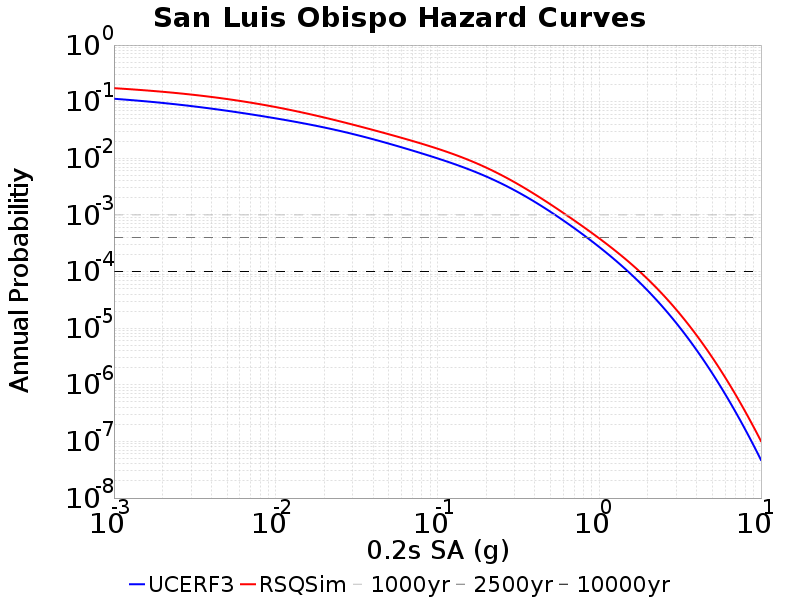 San Luis Obispo Hazard Curves
10^0
10^-1
10^-2
10^-3
10^-4
10^-5
10^-6
10^-7
10^-8
Annual Probabilitiy
10^-3 10^-2 10^-1 10^0 10^1
0.2s SA (g)
UCERF3 RSQSim 1000yr 2500yr 10000yr